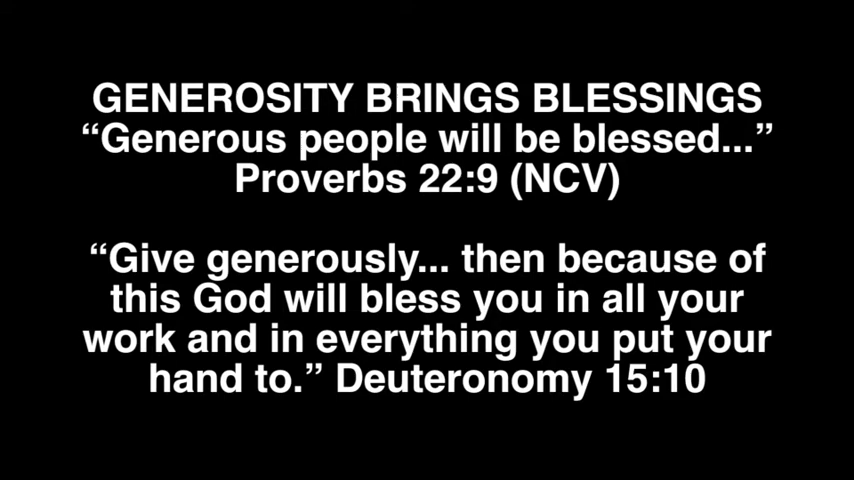 GENEROSITY BRINGS BLESSINGS
“Generous people will be blessed...”
Proverbs 22:9 (NCV)
“Give generously... then because of
this God will bless you in all your
work and in everything you put your
hand to.” Deuteronomy 15:10